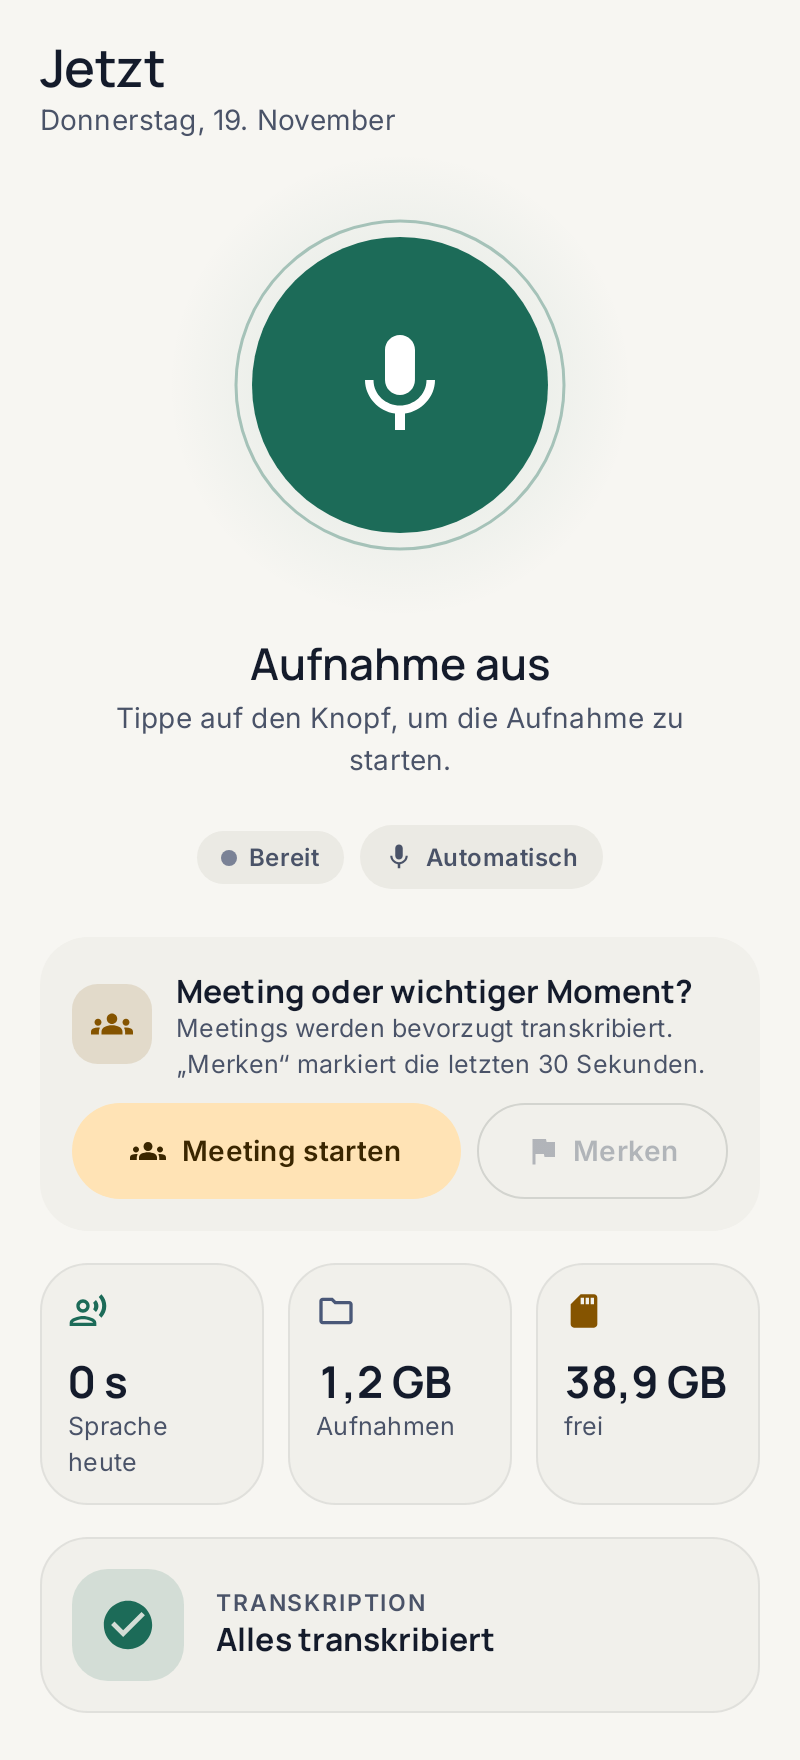 Jetzt
Donnerstag, 19. November
Aufnahme aus
Tippe auf den Knopf, um die Aufnahme zu
starten.
Bereit
Automatisch
Meeting oder wichtiger Moment?
Meetings werden bevorzugt transkribiert.
„Merken“ markiert die letzten 30 Sekunden.
Meeting starten
Merken
0 s
Sprache
heute
1,2 GB
Aufnahmen
38,9 GB
frei
TRANSKRIPTION
Alles transkribiert